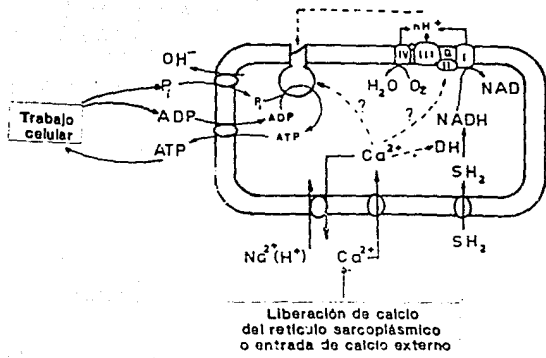 nH⁺
OH⁻
IV III Q II I
H₂O O₂
NAD
Pi
Pi
Trabajo celular
ADP
ADP
ATP
ATP
?
?
NADH
Ca²⁺
DH
SH₂
Na²⁺(H⁺)
Ca²⁺
SH₂
Liberación de calcio
del retículo sarcoplásmico
o entrada de calcio externo